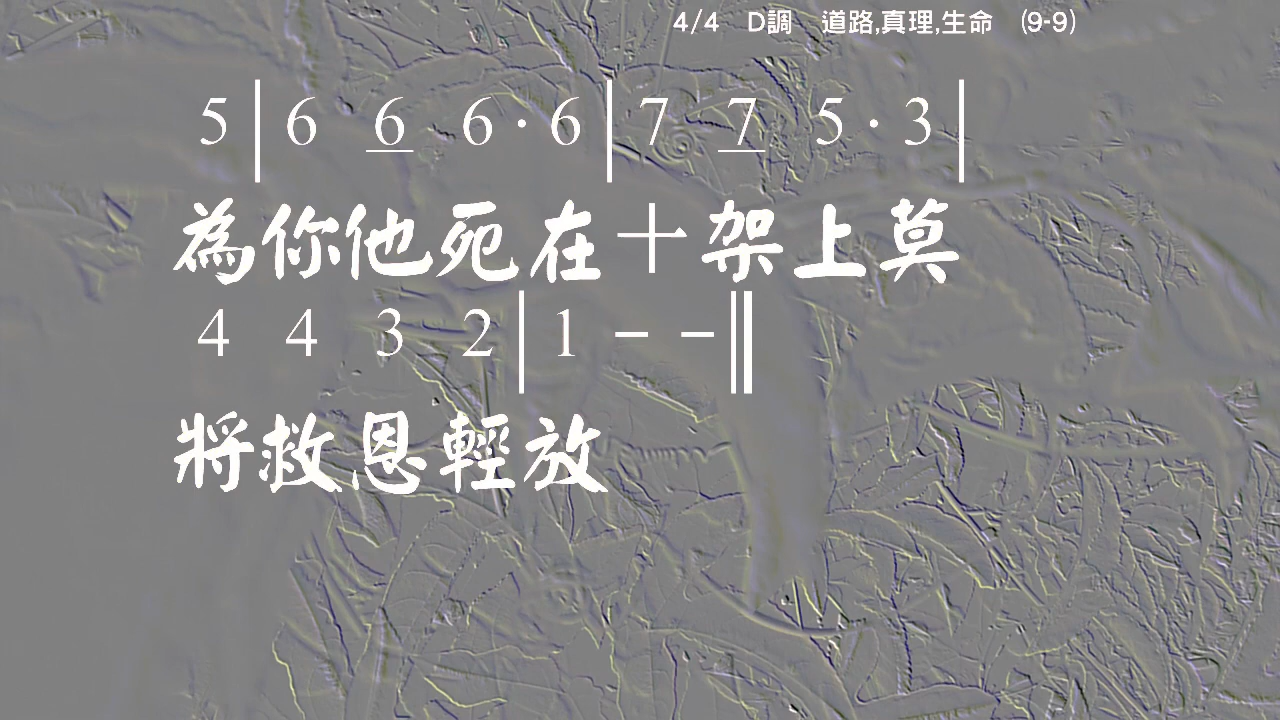 4/4 D調 道路,真理,生命 (9-9)
5 | 6 6 6 · 6 | 7 7 5 · 3 |
為你他死在十架上莫
4 4 3 2 | 1 － － ‖
將救恩輕放